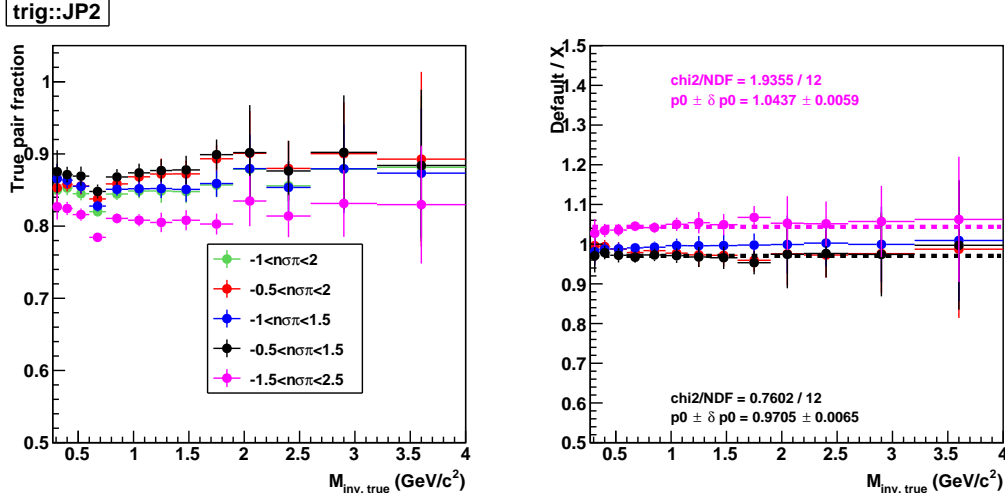 trig::JP2
True pair fraction
1
0.9
0.8
0.7
0.6
0.5
0.5 1 1.5 2 2.5 3 3.5 4
M_{inv, true} (GeV/c²)
-1<nσπ<2
-0.5<nσπ<2
-1<nσπ<1.5
-0.5<nσπ<1.5
-1.5<nσπ<2.5
Default / X
1.5
1.4
1.3
1.2
1.1
1
0.9
0.8
0.7
0.6
0.5
0.5 1 1.5 2 2.5 3 3.5 4
M_{inv, true} (GeV/c²)
chi2/NDF = 1.9355 / 12
p0 ± δ p0 = 1.0437 ± 0.0059
chi2/NDF = 0.7602 / 12
p0 ± δ p0 = 0.9705 ± 0.0065